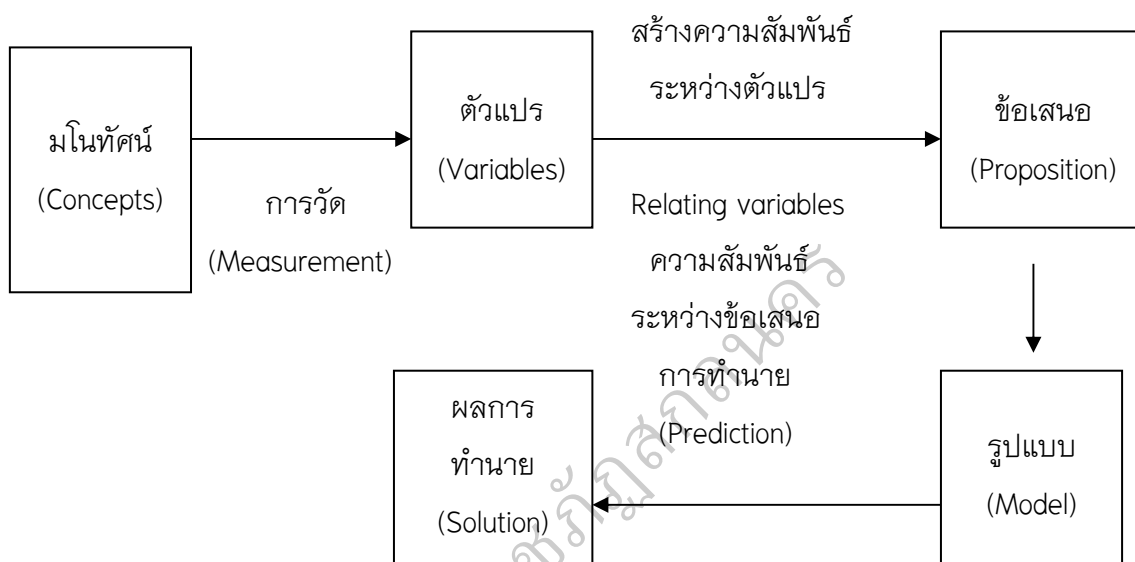 มโนทัศน์
(Concepts)
การวัด
(Measurement)
ตัวแปร
(Variables)
สร้างความสัมพันธ์
ระหว่างตัวแปร
Relating variables
ความสัมพันธ์
ระหว่างข้อเสนอ
การทำนาย
(Prediction)
ข้อเสนอ
(Proposition)
รูปแบบ
(Model)
ผลการ
ทำนาย
(Solution)